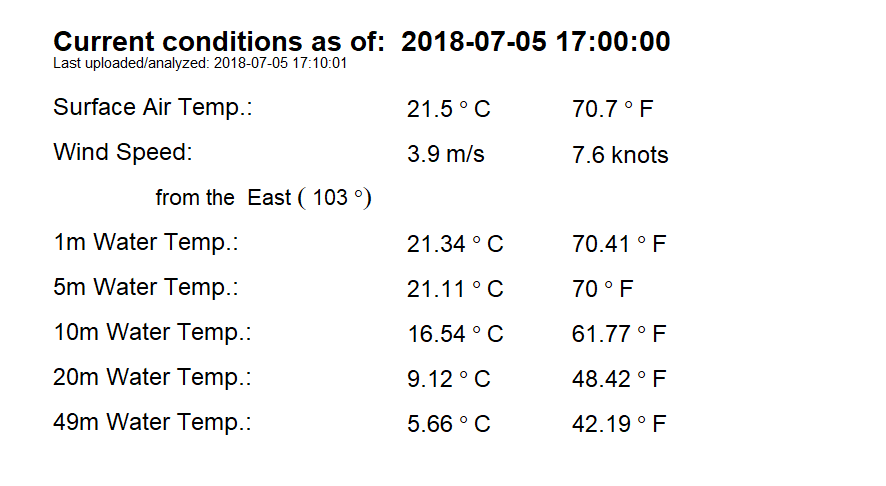 Current conditions as of: 2018-07-05 17:00:00
Last uploaded/analyzed: 2018-07-05 17:10:01
Surface Air Temp.: 21.5 ° C 70.7 ° F
Wind Speed: 3.9 m/s 7.6 knots
from the East ( 103 °)
1m Water Temp.: 21.34 ° C 70.41 ° F
5m Water Temp.: 21.11 ° C 70 ° F
10m Water Temp.: 16.54 ° C 61.77 ° F
20m Water Temp.: 9.12 ° C 48.42 ° F
49m Water Temp.: 5.66 ° C 42.19 ° F